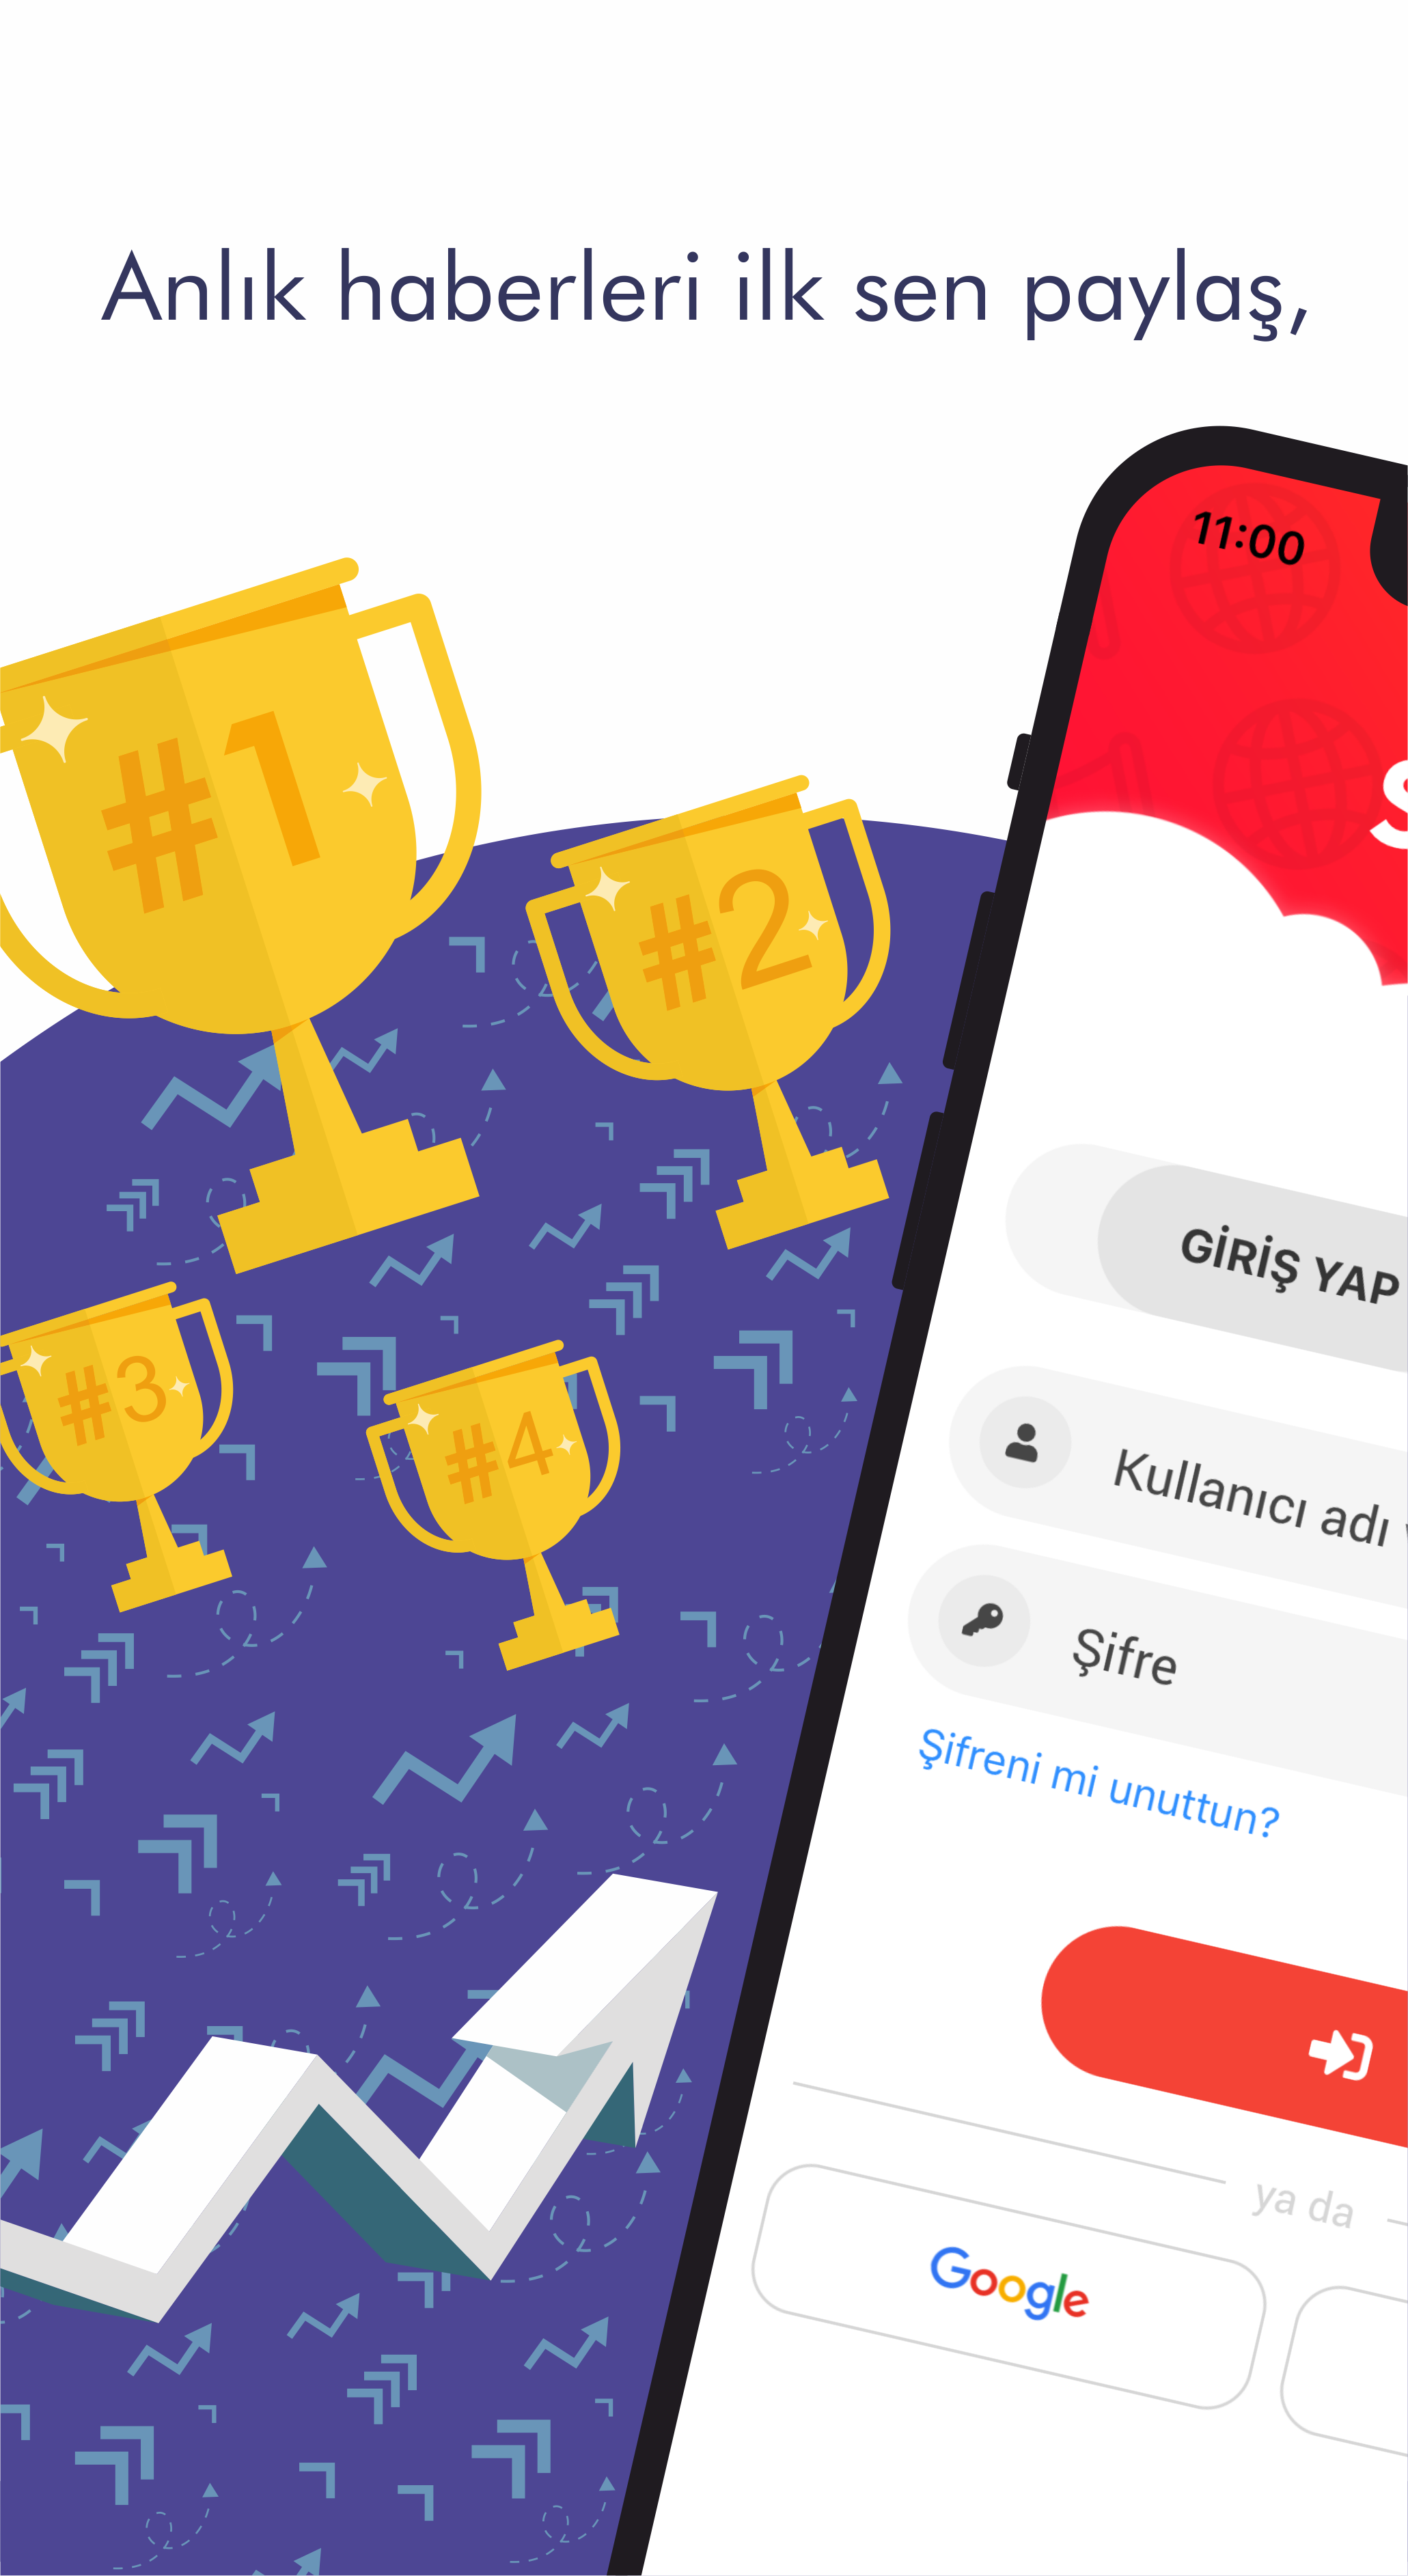 Anlık haberleri ilk sen paylaş,
11:00
#1
#2
S
GİRİŞ YAP
#3
#4
Kullanıcı adı
Şifre
Şifreni mi unuttun?
ya da
Google